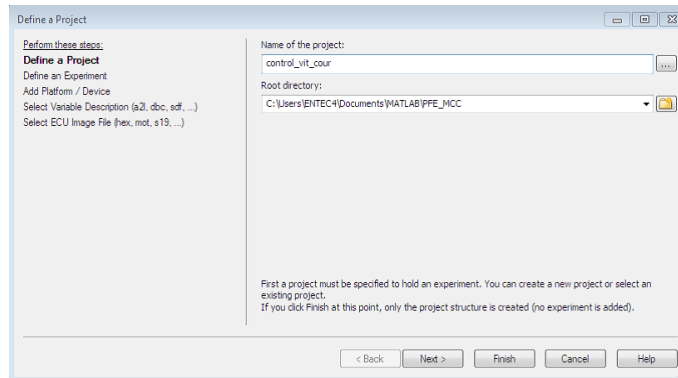 Define a Project
Perform these steps:
Define a Project
Define an Experiment
Add Platform / Device
Select Variable Description (a2l, dbc, sdf, ...)
Select ECU Image File (hex, mot, s19, ...)
Name of the project:
control_vit_cour
...
Root directory:
C:\Users\ENTEC4\Documents\MATLAB\PFE_MCC
First a project must be specified to hold an experiment. You can create a new project or select an
existing project.
If you click Finish at this point, only the project structure is created (no experiment is added).
< Back
Next >
Finish
Cancel
Help